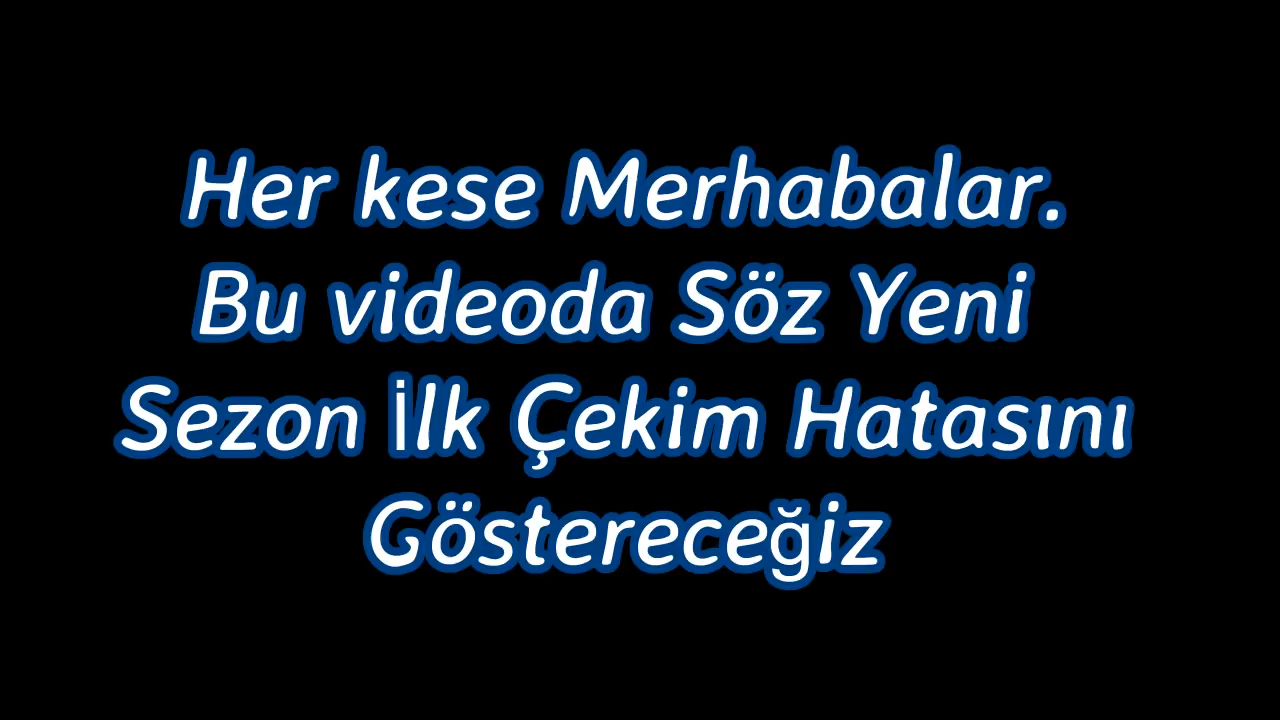 Her kese Merhabalar.
Bu videoda Söz Yeni
Sezon İlk Çekim Hatasını
Göstereceğiz